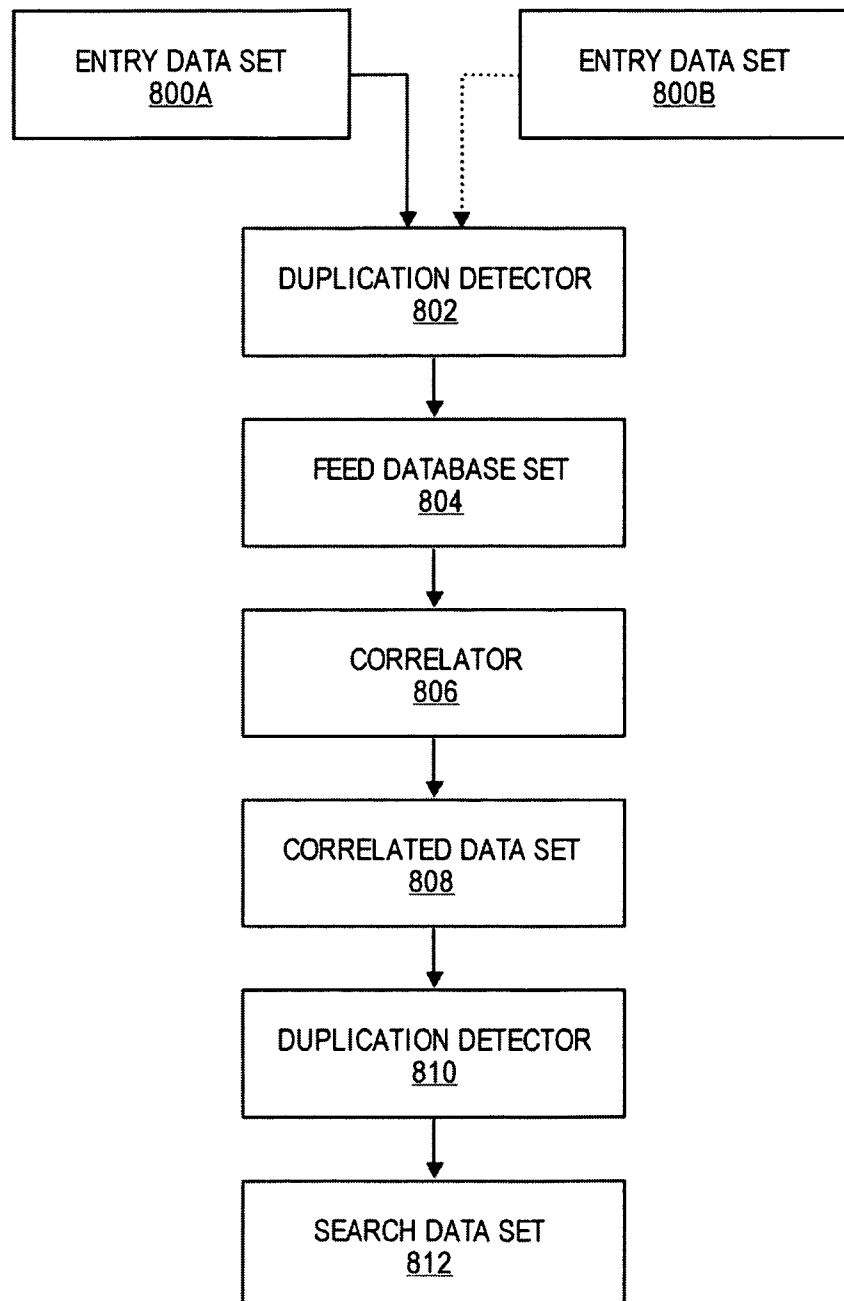 ENTRY DATA SET
800A
ENTRY DATA SET
800B
DUPLICATION DETECTOR
802
FEED DATABASE SET
804
CORRELATOR
806
CORRELATED DATA SET
808
DUPLICATION DETECTOR
810
SEARCH DATA SET
812